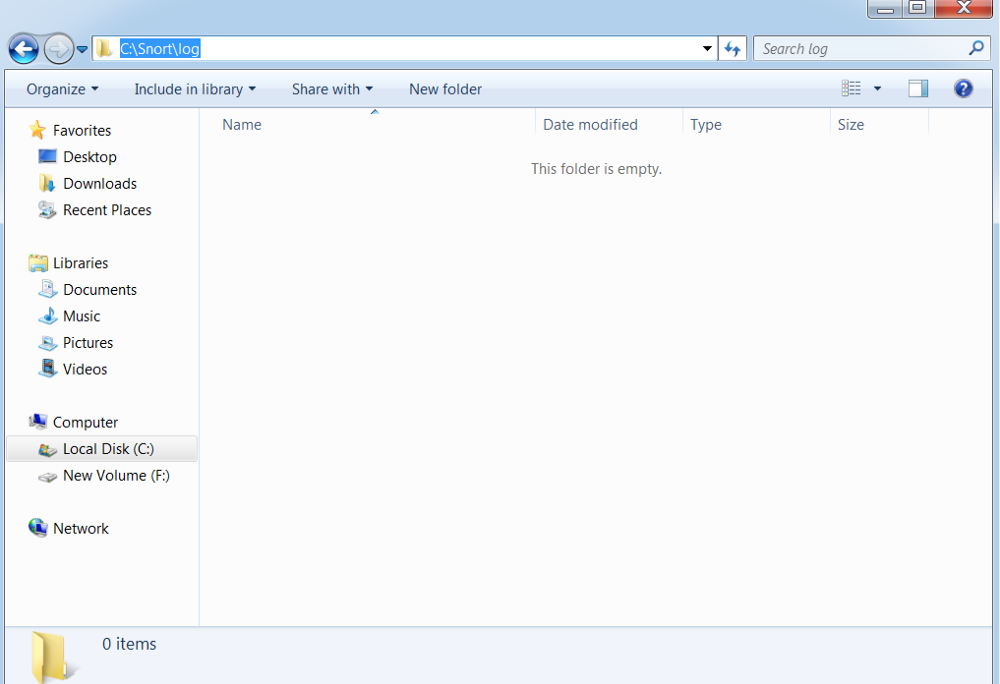 C:\Snort\log
Search log
Organize
Include in library
Share with
New folder
Name
Date modified
Type
Size
This folder is empty.
Favorites
Desktop
Downloads
Recent Places
Libraries
Documents
Music
Pictures
Videos
Computer
Local Disk (C:)
New Volume (F:)
Network
0 items